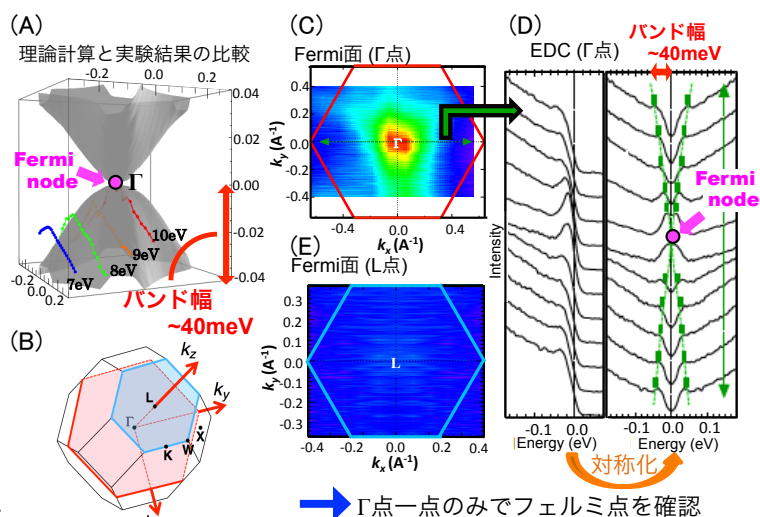 (A)
理論計算と実験結果の比較
-0.2
0.0
0.2
0.04
0.02
0.00
-0.02
-0.04
Fermi
node
Γ
10eV
9eV
8eV
7eV
-0.2
0.0
0.2
バンド幅
~40meV
(B)
kz
ky
L
Γ
K
W
X
(C)
Fermi面 (Γ点)
ky (A-1)
0.4
0.2
0.0
-0.2
-0.4
Γ
-0.4
0.0
0.4
kx (A-1)
(E)
Fermi面 (L点)
ky (A-1)
0.3
0.2
0.1
0.0
-0.1
-0.2
-0.3
L
-0.4
-0.2
0.0
0.2
0.4
kx (A-1)
(D)
EDC (Γ点)
バンド幅
~40meV
Intensity
Fermi
node
-0.1
0.0
Energy (eV)
-0.1
0.0
0.1
Energy (eV)
対称化
Γ点一点のみでフェルミ点を確認